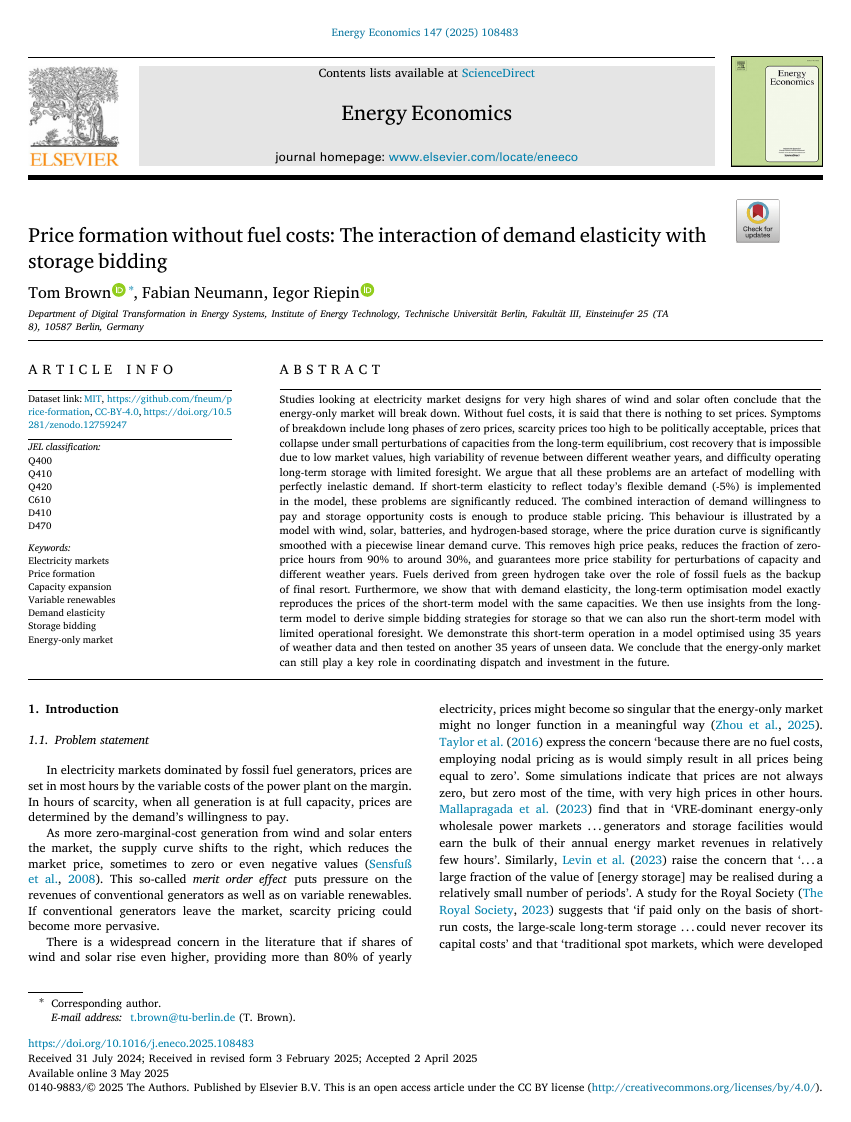 Energy Economics 147 (2025) 108483
Contents lists available at ScienceDirect
Energy Economics
journal homepage: www.elsevier.com/locate/eneeco
ELSEVIER
Energy
Economics
Check for
updates
Price formation without fuel costs: The interaction of demand elasticity with
storage bidding
Tom Brown *, Fabian Neumann, Iegor Riepin
Department of Digital Transformation in Energy Systems, Institute of Energy Technology, Technische Universität Berlin, Fakultät III, Einsteinufer 25 (TA
8), 10587 Berlin, Germany
ARTICLE INFO
Dataset link: MIT, https://github.com/fneum/p
rice-formation, CC-BY-4.0, https://doi.org/10.5
281/zenodo.12759247
JEL classification:
Q400
Q410
Q420
C610
D410
D470
Keywords:
Electricity markets
Price formation
Capacity expansion
Variable renewables
Demand elasticity
Storage bidding
Energy-only market
ABSTRACT
Studies looking at electricity market designs for very high shares of wind and solar often conclude that the
energy-only market will break down. Without fuel costs, it is said that there is nothing to set prices. Symptoms
of breakdown include long phases of zero prices, scarcity prices too high to be politically acceptable, prices that
collapse under small perturbations of capacities from the long-term equilibrium, cost recovery that is impossible
due to low market values, high variability of revenue between different weather years, and difficulty operating
long-term storage with limited foresight. We argue that all these problems are an artefact of modelling with
perfectly inelastic demand. If short-term elasticity to reflect today's flexible demand (-5%) is implemented
in the model, these problems are significantly reduced. The combined interaction of demand willingness to
pay and storage opportunity costs is enough to produce stable pricing. This behaviour is illustrated by a
model with wind, solar, batteries, and hydrogen-based storage, where the price duration curve is significantly
smoothed with a piecewise linear demand curve. This removes high price peaks, reduces the fraction of zero-
price hours from 90% to around 30%, and guarantees more price stability for perturbations of capacity and
different weather years. Fuels derived from green hydrogen take over the role of fossil fuels as the backup
of final resort. Furthermore, we show that with demand elasticity, the long-term optimisation model exactly
reproduces the prices of the short-term model with the same capacities. We then use insights from the long-
term model to derive simple bidding strategies for storage so that we can also run the short-term model with
limited operational foresight. We demonstrate this short-term operation in a model optimised using 35 years
of weather data and then tested on another 35 years of unseen data. We conclude that the energy-only market
can still play a key role in coordinating dispatch and investment in the future.
1. Introduction
1.1. Problem statement
In electricity markets dominated by fossil fuel generators, prices are
set in most hours by the variable costs of the power plant on the margin.
In hours of scarcity, when all generation is at full capacity, prices are
determined by the demand's willingness to pay.
As more zero-marginal-cost generation from wind and solar enters
the market, the supply curve shifts to the right, which reduces the
market price, sometimes to zero or even negative values (Sensfuß
et al., 2008). This so-called merit order effect puts pressure on the
revenues of conventional generators as well as on variable renewables.
If conventional generators leave the market, scarcity pricing could
become more pervasive.
There is a widespread concern in the literature that if shares of
wind and solar rise even higher, providing more than 80% of yearly
electricity, prices might become so singular that the energy-only market
might no longer function in a meaningful way (Zhou et al., 2025).
Taylor et al. (2016) express the concern ‘because there are no fuel costs,
employing nodal pricing as is would simply result in all prices being
equal to zero’. Some simulations indicate that prices are not always
zero, but zero most of the time, with very high prices in other hours.
Mallapragada et al. (2023) find that in ‘VRE-dominant energy-only
wholesale power markets ...generators and storage facilities would
earn the bulk of their annual energy market revenues in relatively
few hours’. Similarly, Levin et al. (2023) raise the concern that ‘...a
large fraction of the value of [energy storage] may be realised during a
relatively small number of periods’. A study for the Royal Society (The
Royal Society, 2023) suggests that ‘if paid only on the basis of short-
run costs, the large-scale long-term storage ...could never recover its
capital costs’ and that ‘traditional spot markets, which were developed
* Corresponding author.
E-mail address: t.brown@tu-berlin.de (T. Brown).
https://doi.org/10.1016/j.eneco.2025.108483
Received 31 July 2024; Received in revised form 3 February 2025; Accepted 2 April 2025
Available online 3 May 2025
0140-9883/© 2025 The Authors. Published by Elsevier B.V. This is an open access article under the CC BY license (http://creativecommons.org/licenses/by/4.0/).